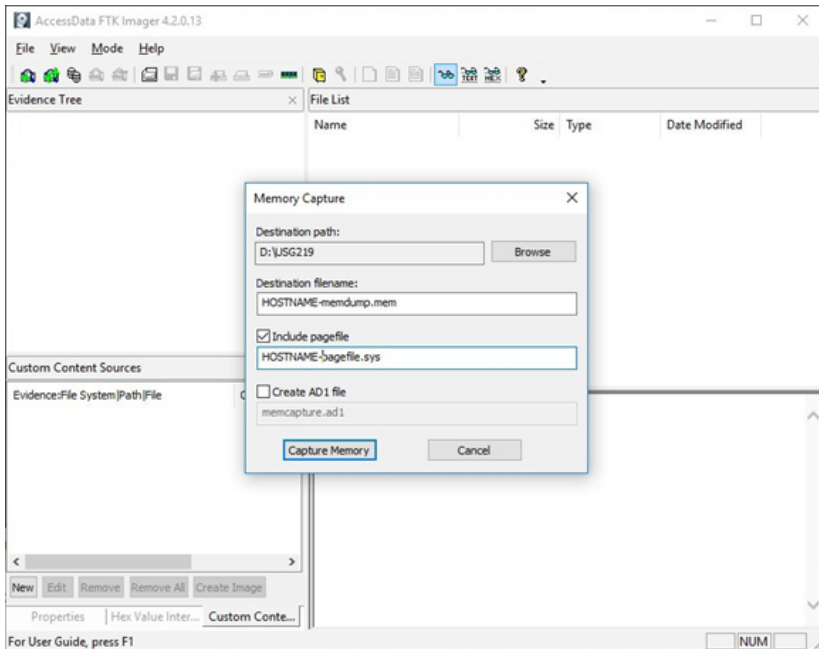 AccessData FTK Imager 4.2.0.13
File View Mode Help
TEXT HEX ?
Evidence Tree
File List
Name Size Type Date Modified
Memory Capture
Destination path:
D:\USG219
Browse
Destination filename:
HOSTNAME-memdump.mem
Include pagefile
HOSTNAME-pagefile.sys
Create AD1 file
memcapture.ad1
Capture Memory
Cancel
Custom Content Sources
Evidence:File System|Path|File
New Edit Remove Remove All Create Image
Properties Hex Value Inter... Custom Conte...
For User Guide, press F1
NUM